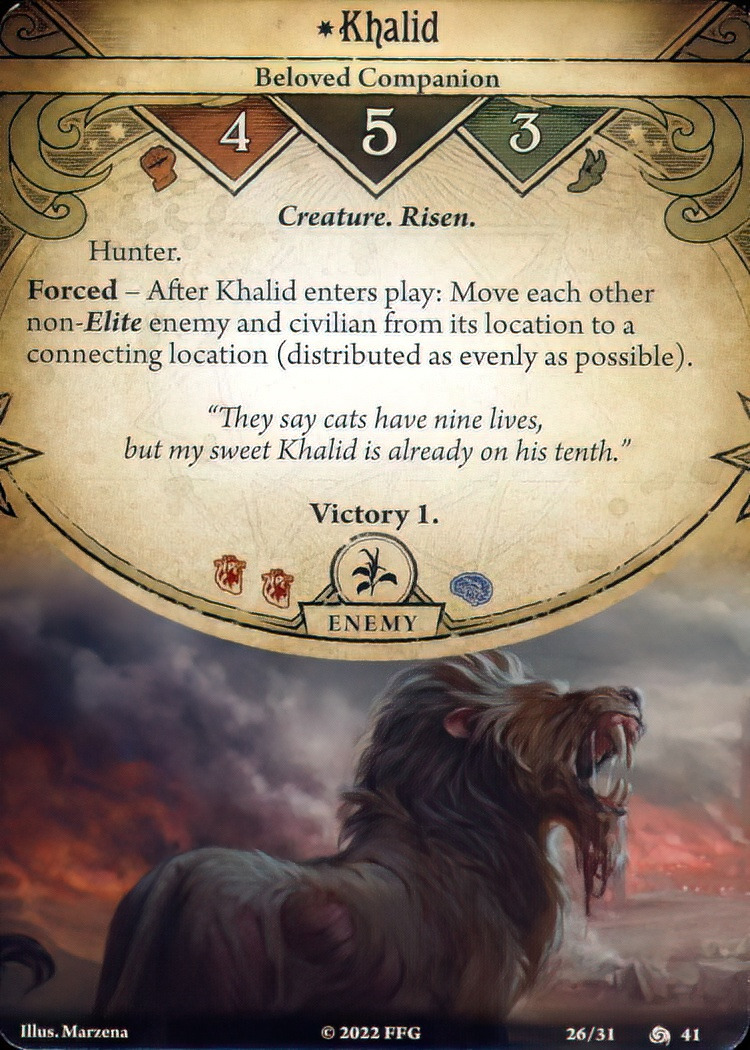 Khalid
Beloved Companion
4 5 3
Creature. Risen.
Hunter.
Forced – After Khalid enters play: Move each other
non-Elite enemy and civilian from its location to a
connecting location (distributed as evenly as possible).
“They say cats have nine lives,
but my sweet Khalid is already on his tenth.”
Victory 1.
ENEMY
Illus. Marzena © 2022 FFG 26/31 41